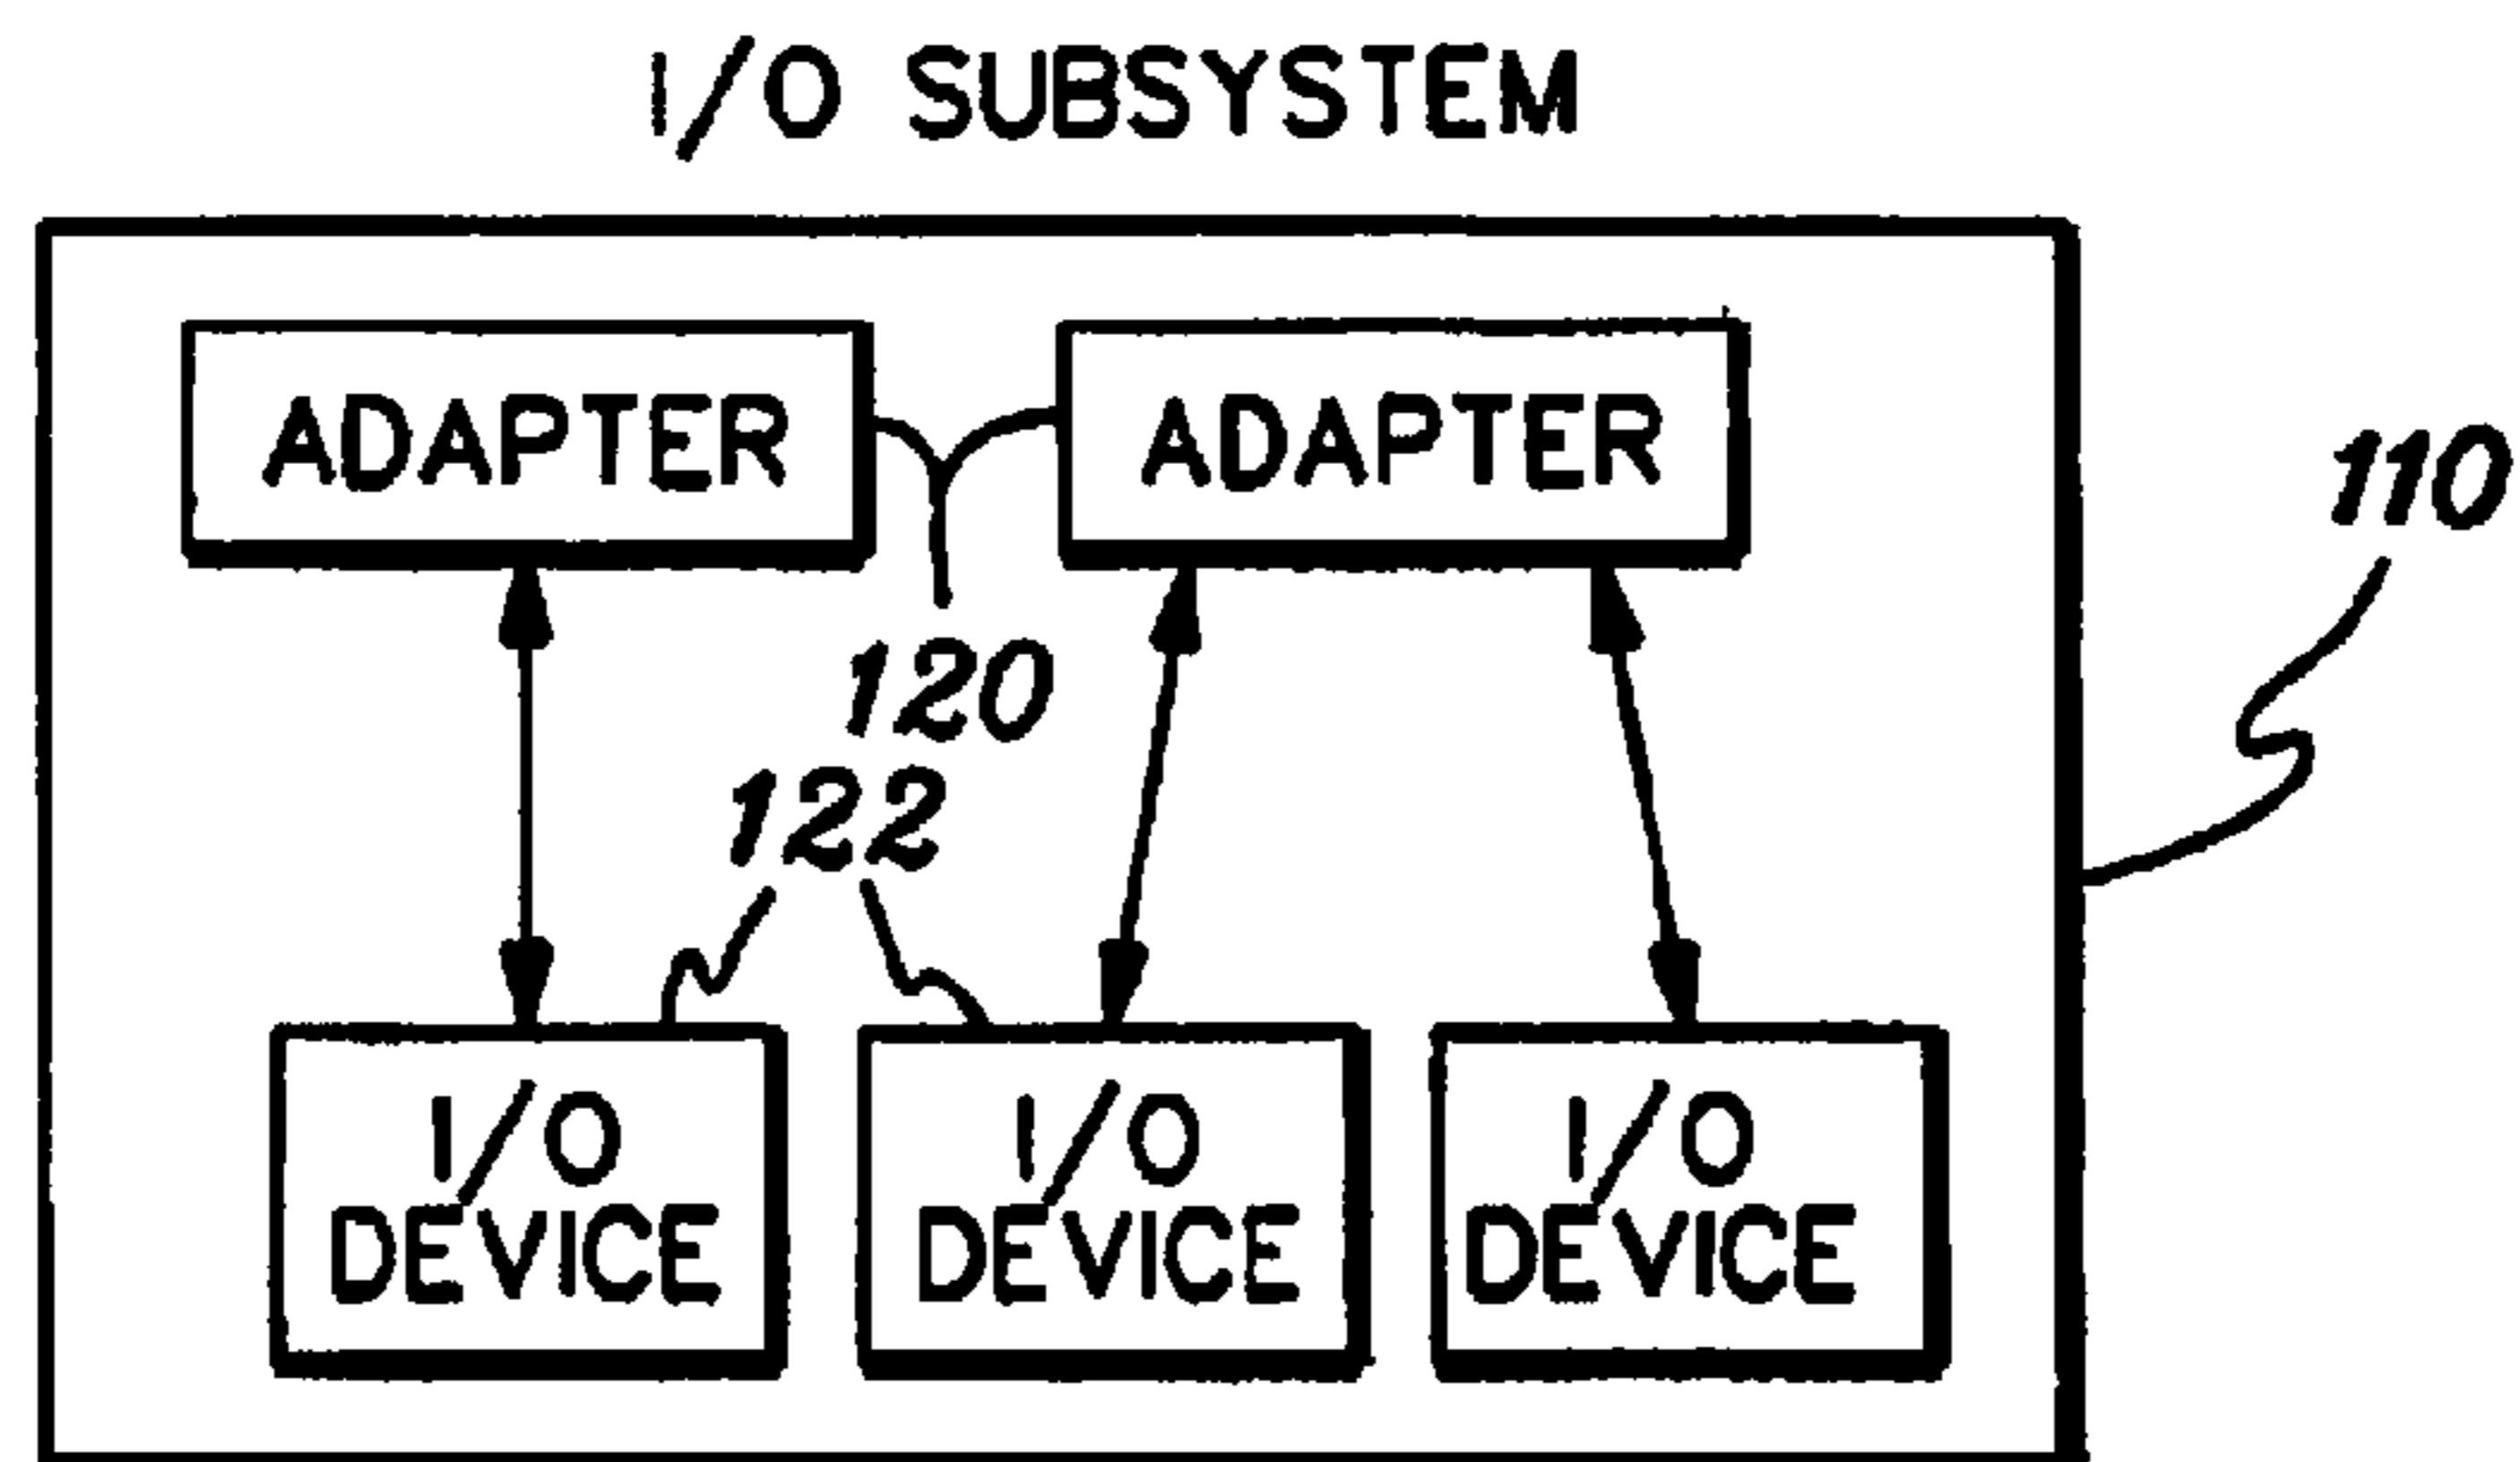 I/O SUBSYSTEM
ADAPTER
ADAPTER
110
120
122
I/O
DEVICE
I/O
DEVICE
I/O
DEVICE